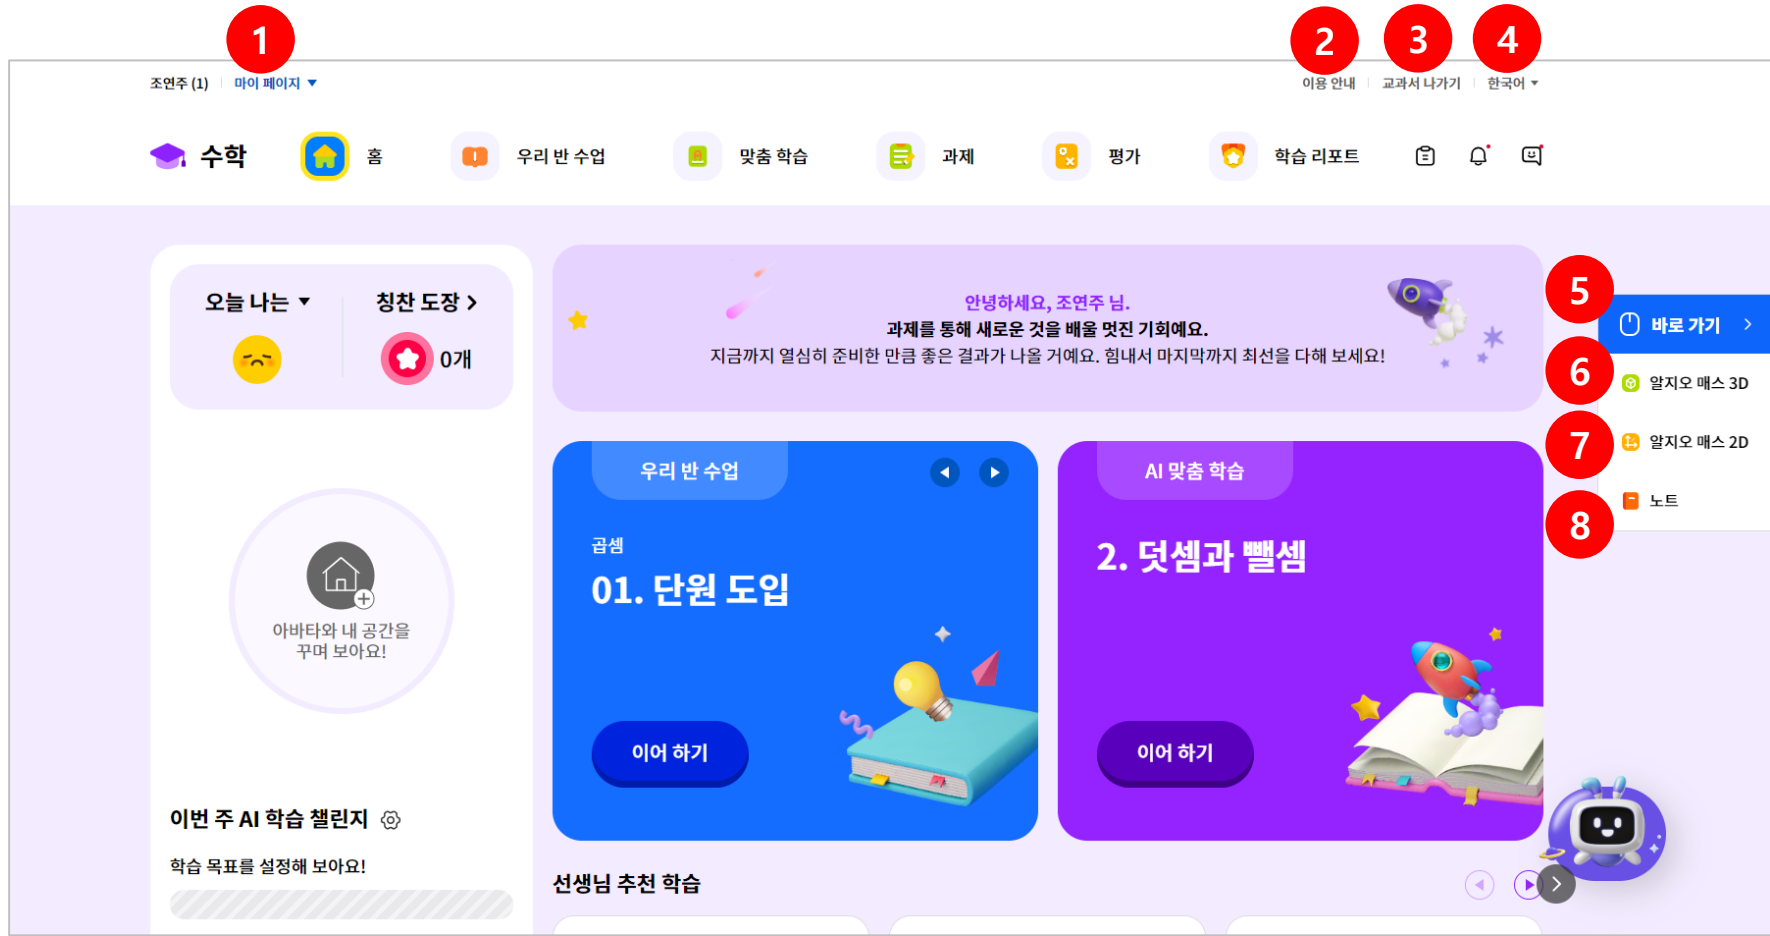 1
2
3
4
조연주 (1)
마이 페이지
이용 안내
교과서 나가기
한국어
수학
홈
우리 반 수업
맞춤 학습
과제
평가
학습 리포트
오늘 나는
칭찬 도장
0개
안녕하세요, 조연주 님.
과제를 통해 새로운 것을 배울 멋진 기회예요.
지금까지 열심히 준비한 만큼 좋은 결과가 나올 거예요. 힘내서 마지막까지 최선을 다해 보세요!
5
바로 가기
6
알지오 매스 3D
7
알지오 매스 2D
8
노트
아바타와 내 공간을
꾸며 보아요!
우리 반 수업
곱셈
01. 단원 도입
이어 하기
AI 맞춤 학습
2. 덧셈과 뺄셈
이어 하기
이번 주 AI 학습 챌린지
학습 목표를 설정해 보아요!
선생님 추천 학습